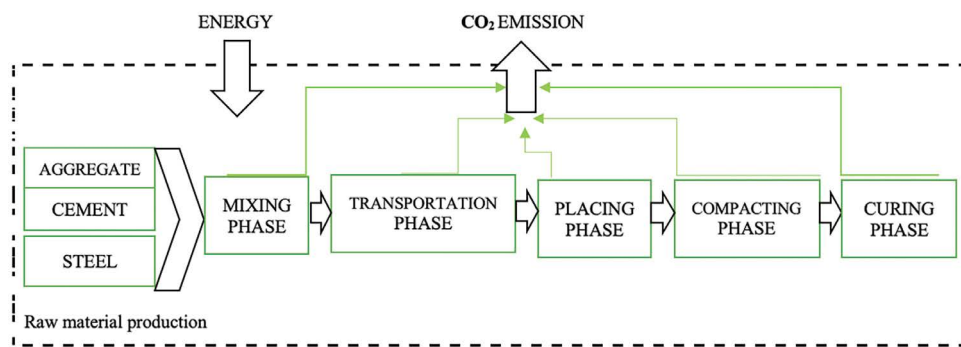 ENERGY
CO₂ EMISSION
AGGREGATE
CEMENT
STEEL
MIXING
PHASE
TRANSPORTATION
PHASE
PLACING
PHASE
COMPACTING
PHASE
CURING
PHASE
Raw material production